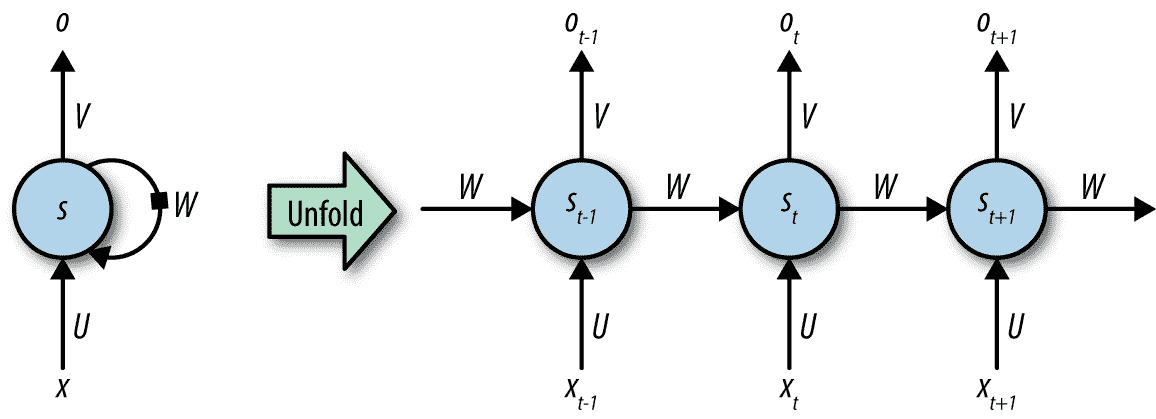 o
V
s
W
U
x
Unfold
o_{t-1} o_t o_{t+1}
V V V
W s_{t-1} W s_t W s_{t+1} W
U U U
x_{t-1} x_t x_{t+1}